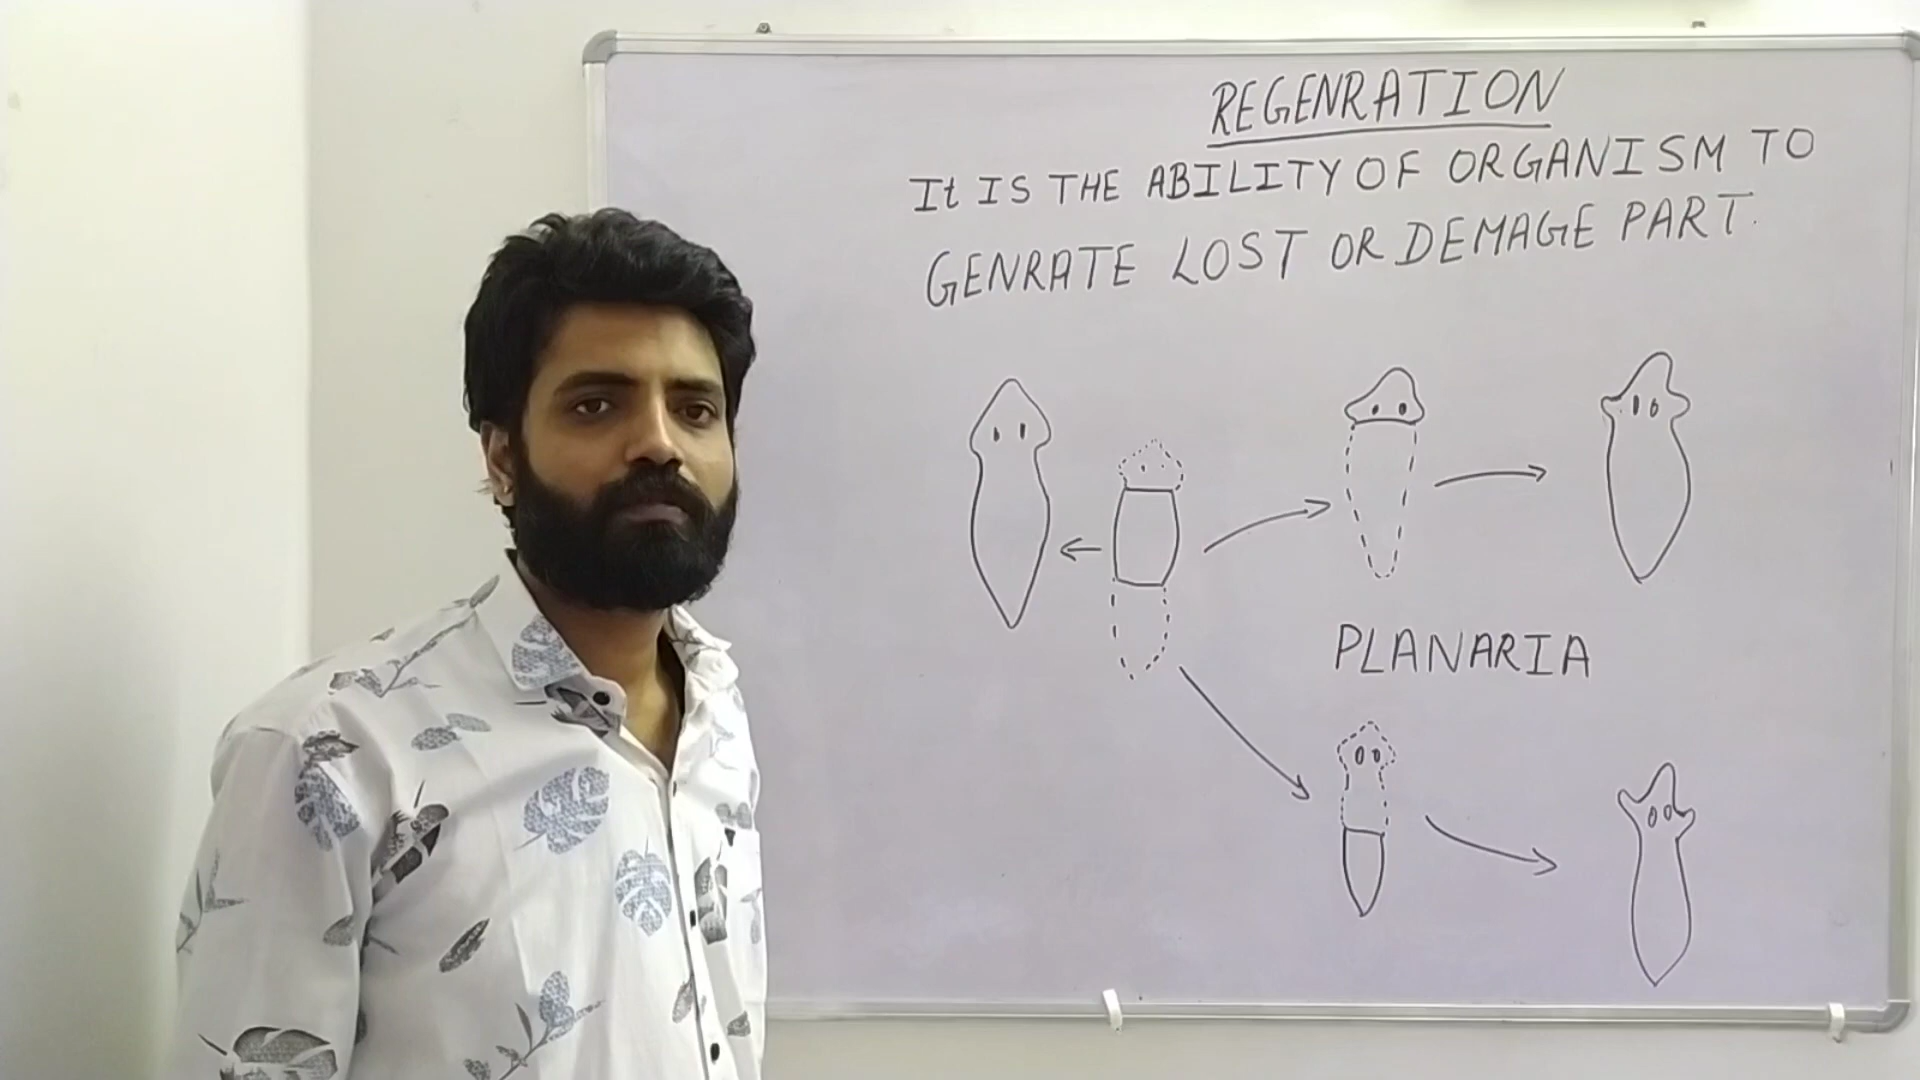 REGENRATION
It IS THE ABILITY OF ORGANISM TO
GENRATE LOST OR DEMAGE PART.
PLANARIA